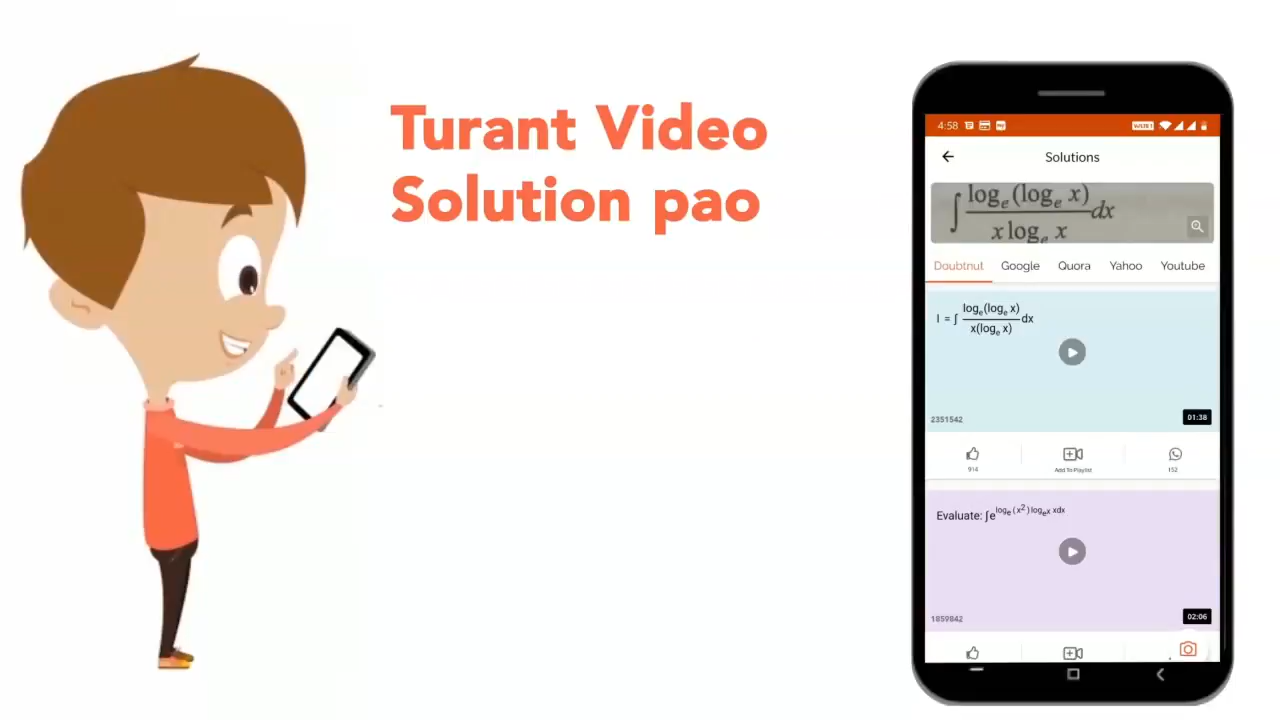 Turant Video
Solution pao
4:58
Solutions
∫ logₑ(logₑ x) / x logₑ x dx
Doubtnut Google Quora Yahoo Youtube
I = ∫ logₑ(logₑ x) / x(logₑ x) dx
2351542 01:38
914 Add To Playlist 152
Evaluate: ∫e^logₑ(x²)logₑx xdx
1859842 02:06